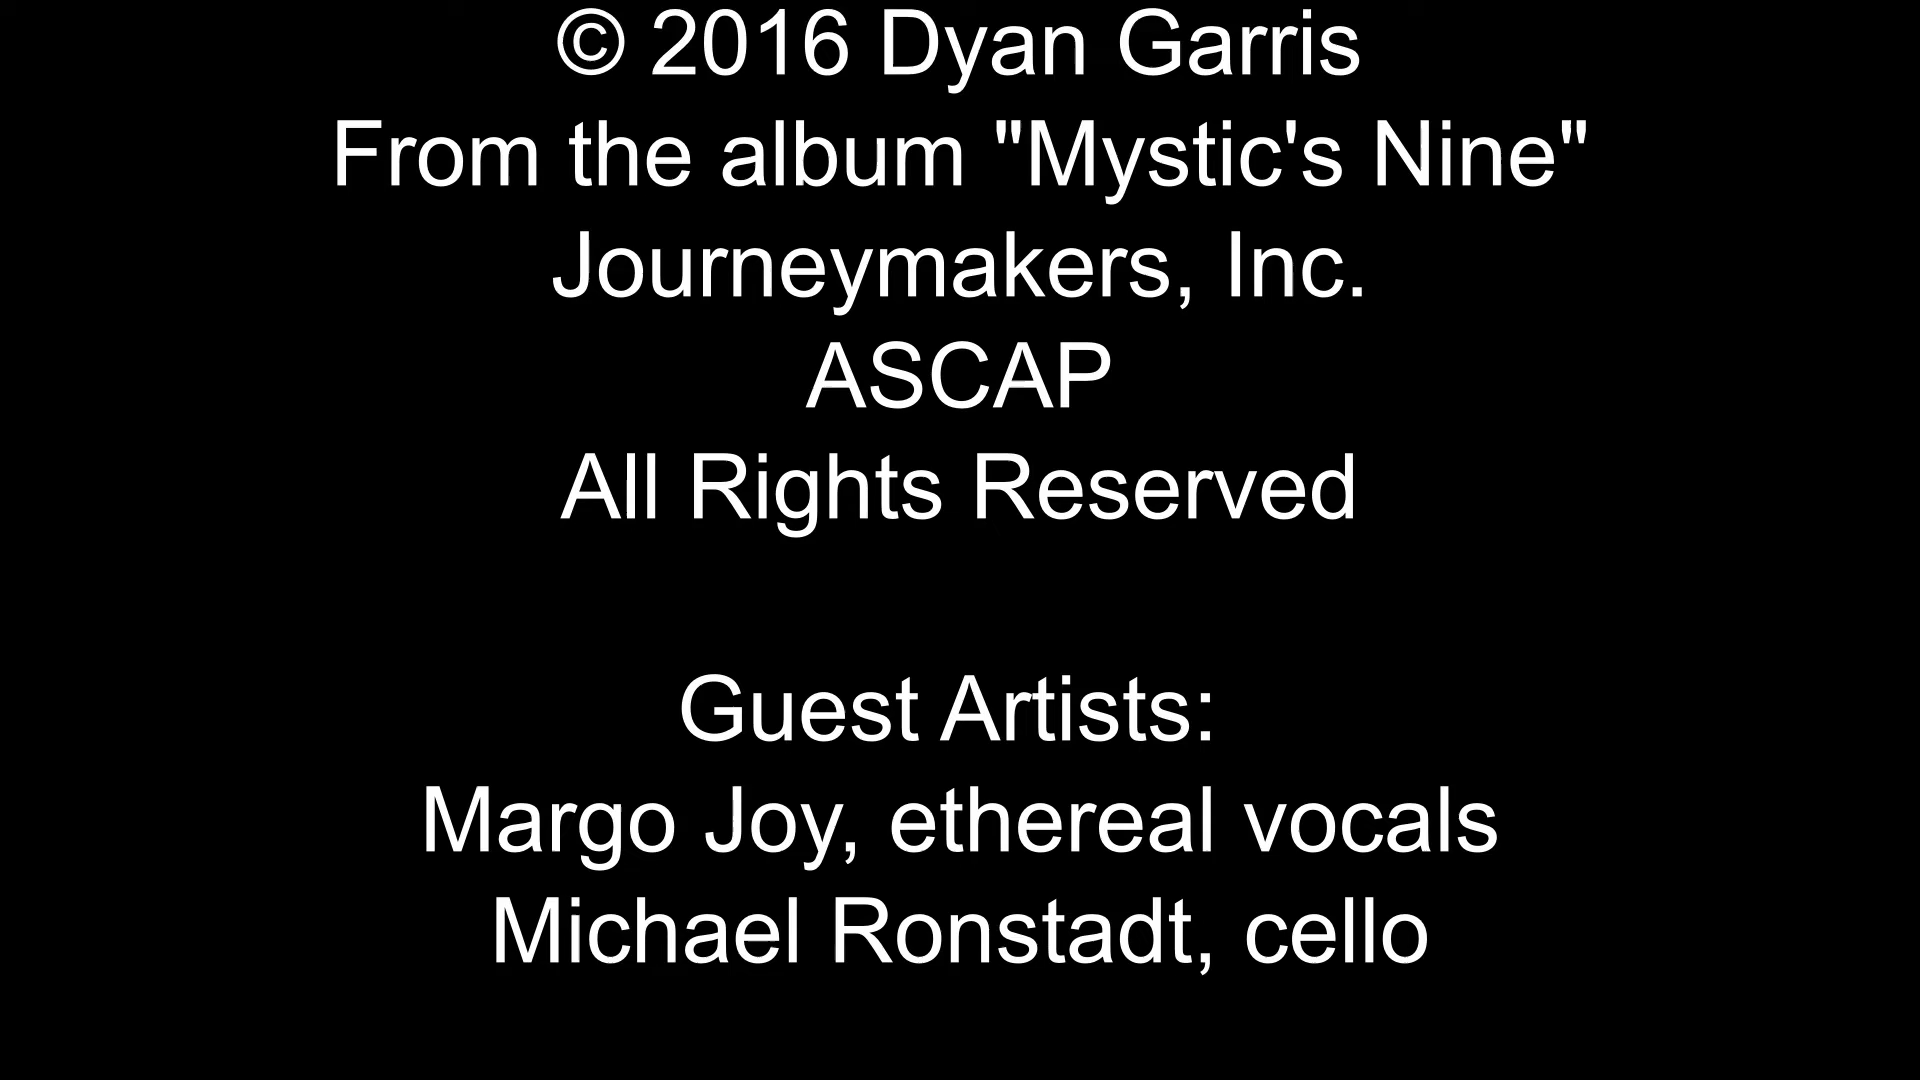 © 2016 Dyan Garris
From the album "Mystic's Nine"
Journeymakers, Inc.
ASCAP
All Rights Reserved
Guest Artists:
Margo Joy, ethereal vocals
Michael Ronstadt, cello